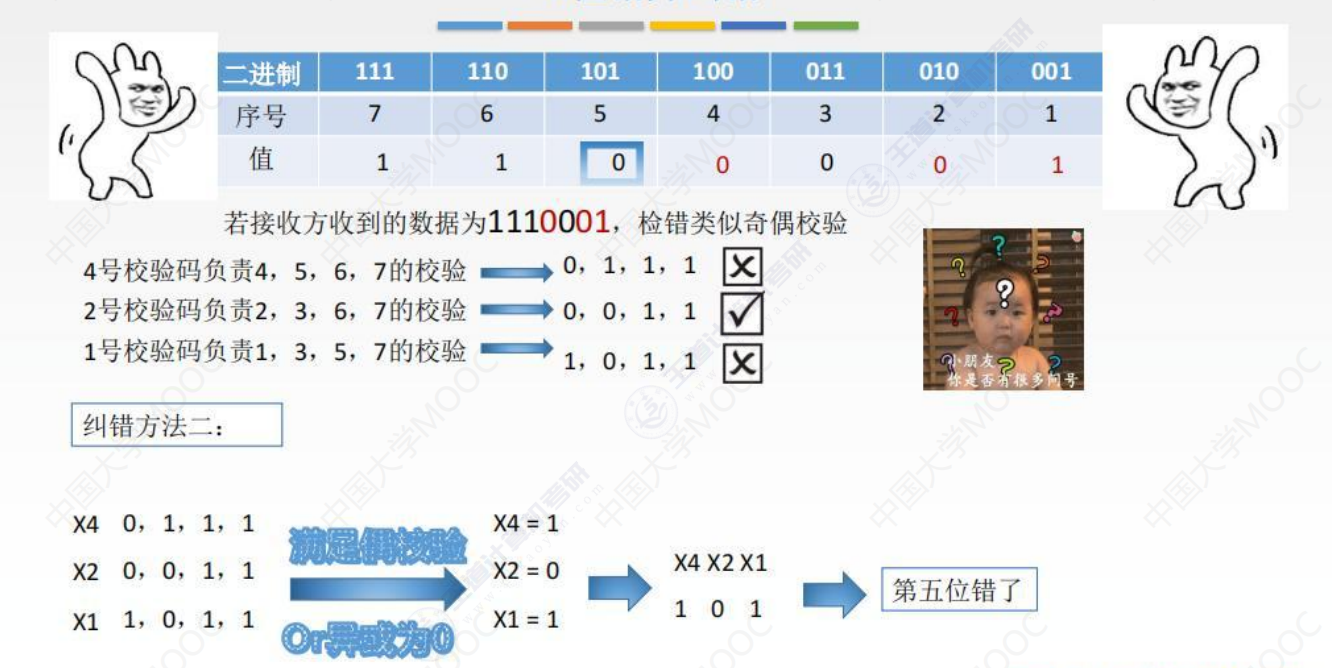 二进制 111 110 101 100 011 010 001
序号 7 6 5 4 3 2 1
值 1 1 0 0 0 0 1
若接收方收到的数据为1110001，检错类似奇偶校验
4号校验码负责4，5，6，7的校验 0，1，1，1
2号校验码负责2，3，6，7的校验 0，0，1，1
1号校验码负责1，3，5，7的校验 1，0，1，1
小朋友
你是否有很多问号
纠错方法二：
X4 0，1，1，1
X2 0，0，1，1
X1 1，0，1，1
满足偶校验
Or异或为0
X4 = 1
X2 = 0
X1 = 1
X4 X2 X1
1 0 1
第五位错了
中国大学MOOC
王道计算机考研